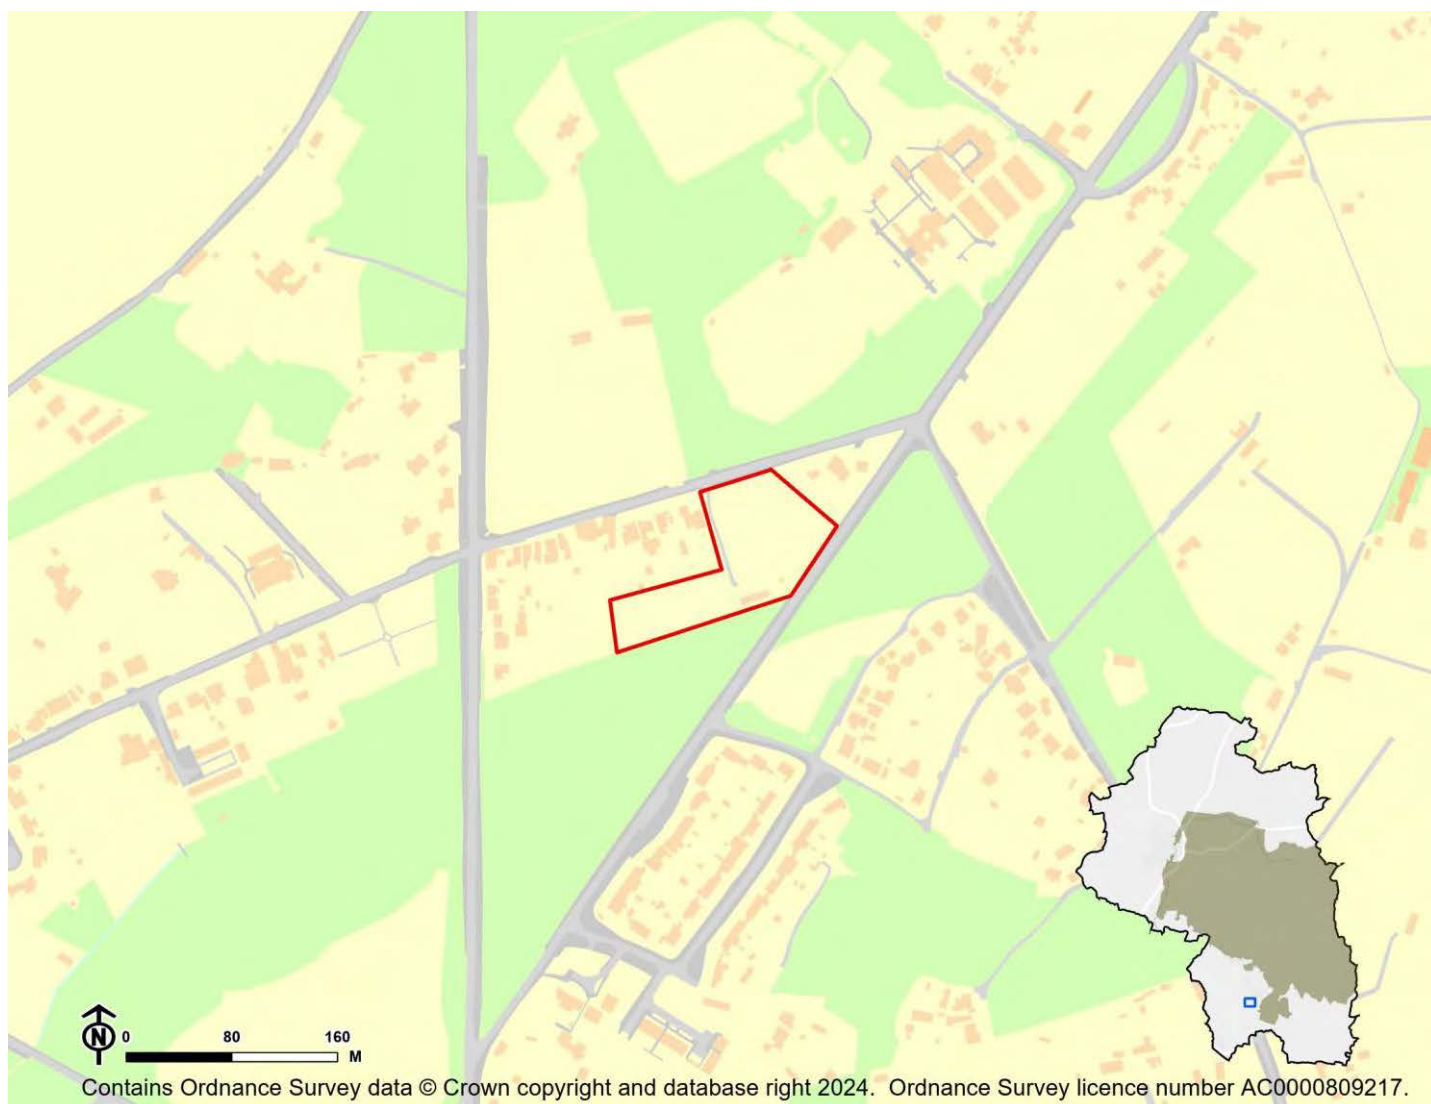 N
0 80 160
M
Contains Ordnance Survey data © Crown copyright and database right 2024. Ordnance Survey licence number AC0000809217.